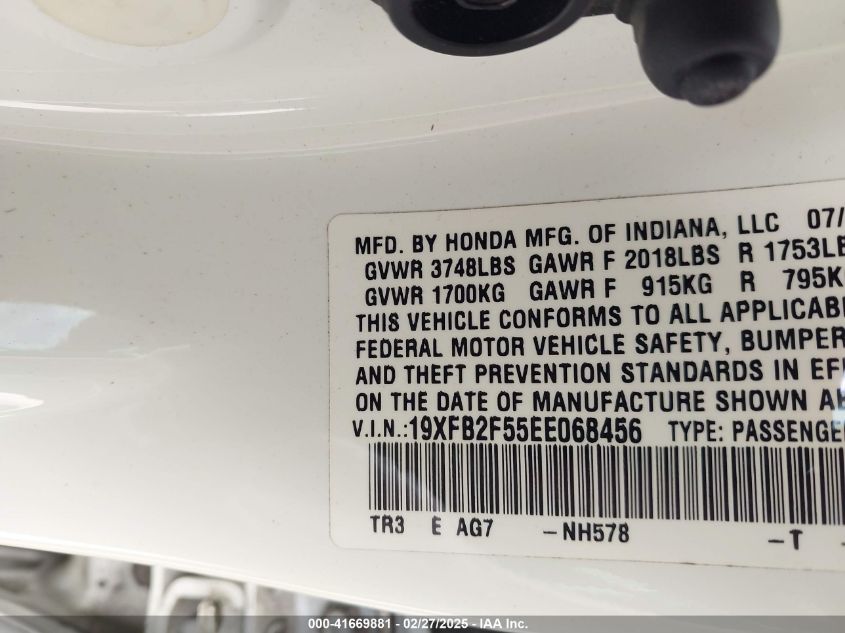 MFD. BY HONDA MFG. OF INDIANA, LLC 07/
GVWR 3748LBS GAWR F 2018LBS R 1753LB
GVWR 1700KG GAWR F 915KG R 795K
THIS VEHICLE CONFORMS TO ALL APPLICAB
FEDERAL MOTOR VEHICLE SAFETY, BUMPER
AND THEFT PREVENTION STANDARDS IN EF
ON THE DATE OF MANUFACTURE SHOWN A
V.I.N.:19XFB2F55EE068456 TYPE: PASSENGE
TR3 E AG7 -NH578 -T -
000-41669881 - 02/27/2025 - IAA Inc.